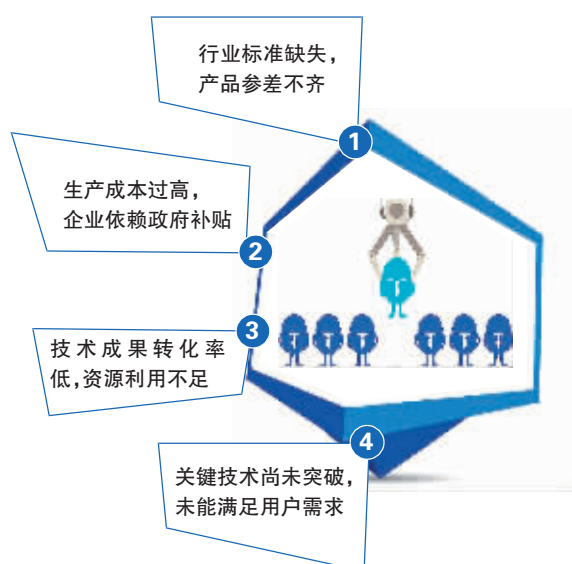 行业标准缺失，
产品参差不齐
1
生产成本过高，
企业依赖政府补贴
2
3
技术成果转化率
低，资源利用不足
4
关键技术尚未突破，
未能满足用户需求